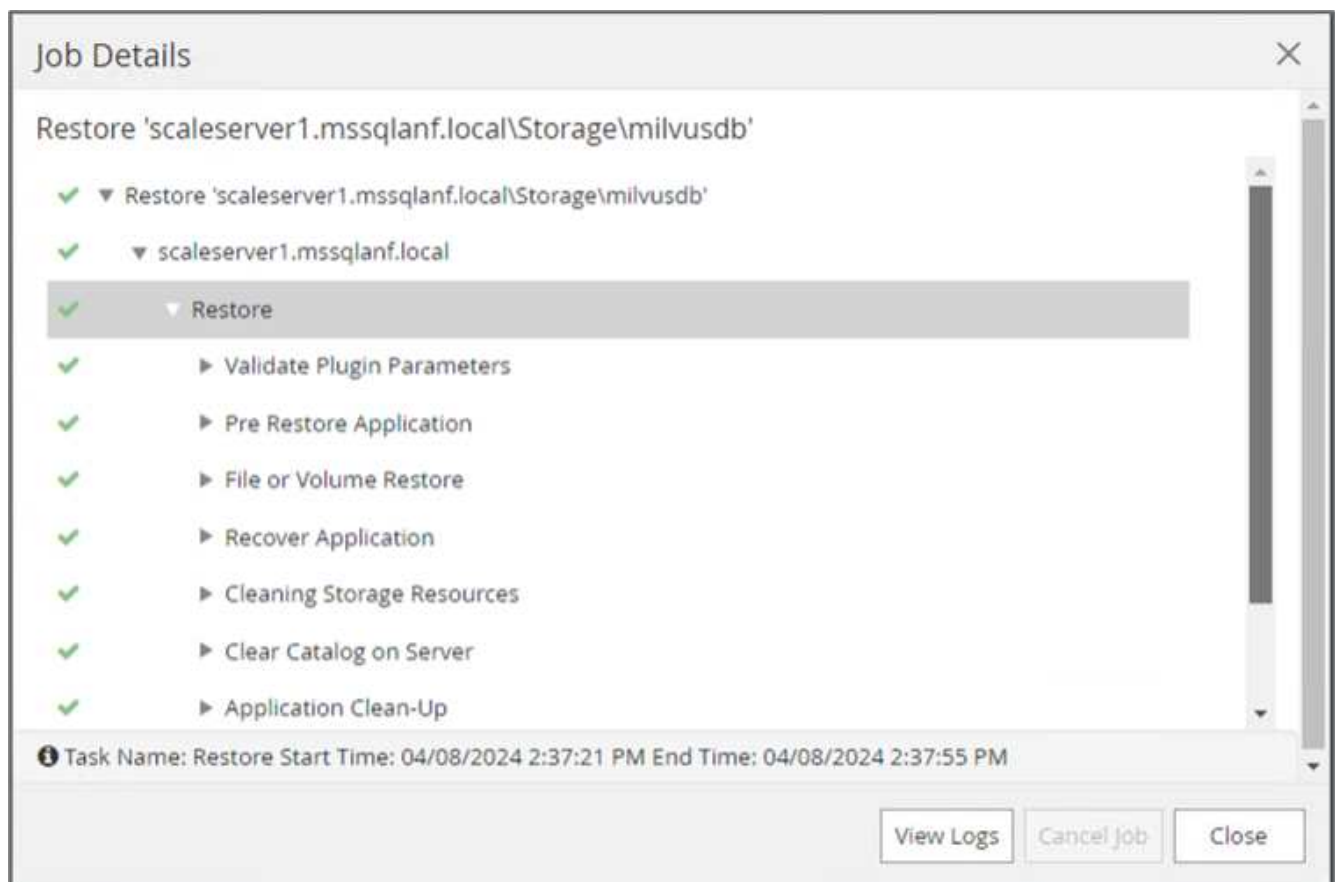 Job Details
Restore 'scaleserver1.mssqlanf.local\Storage\milvusdb'
Restore 'scaleserver1.mssqlanf.local\Storage\milvusdb'
scaleserver1.mssqlanf.local
Restore
Validate Plugin Parameters
Pre Restore Application
File or Volume Restore
Recover Application
Cleaning Storage Resources
Clear Catalog on Server
Application Clean-Up
Task Name: Restore Start Time: 04/08/2024 2:37:21 PM End Time: 04/08/2024 2:37:55 PM
View Logs Cancel Job Close